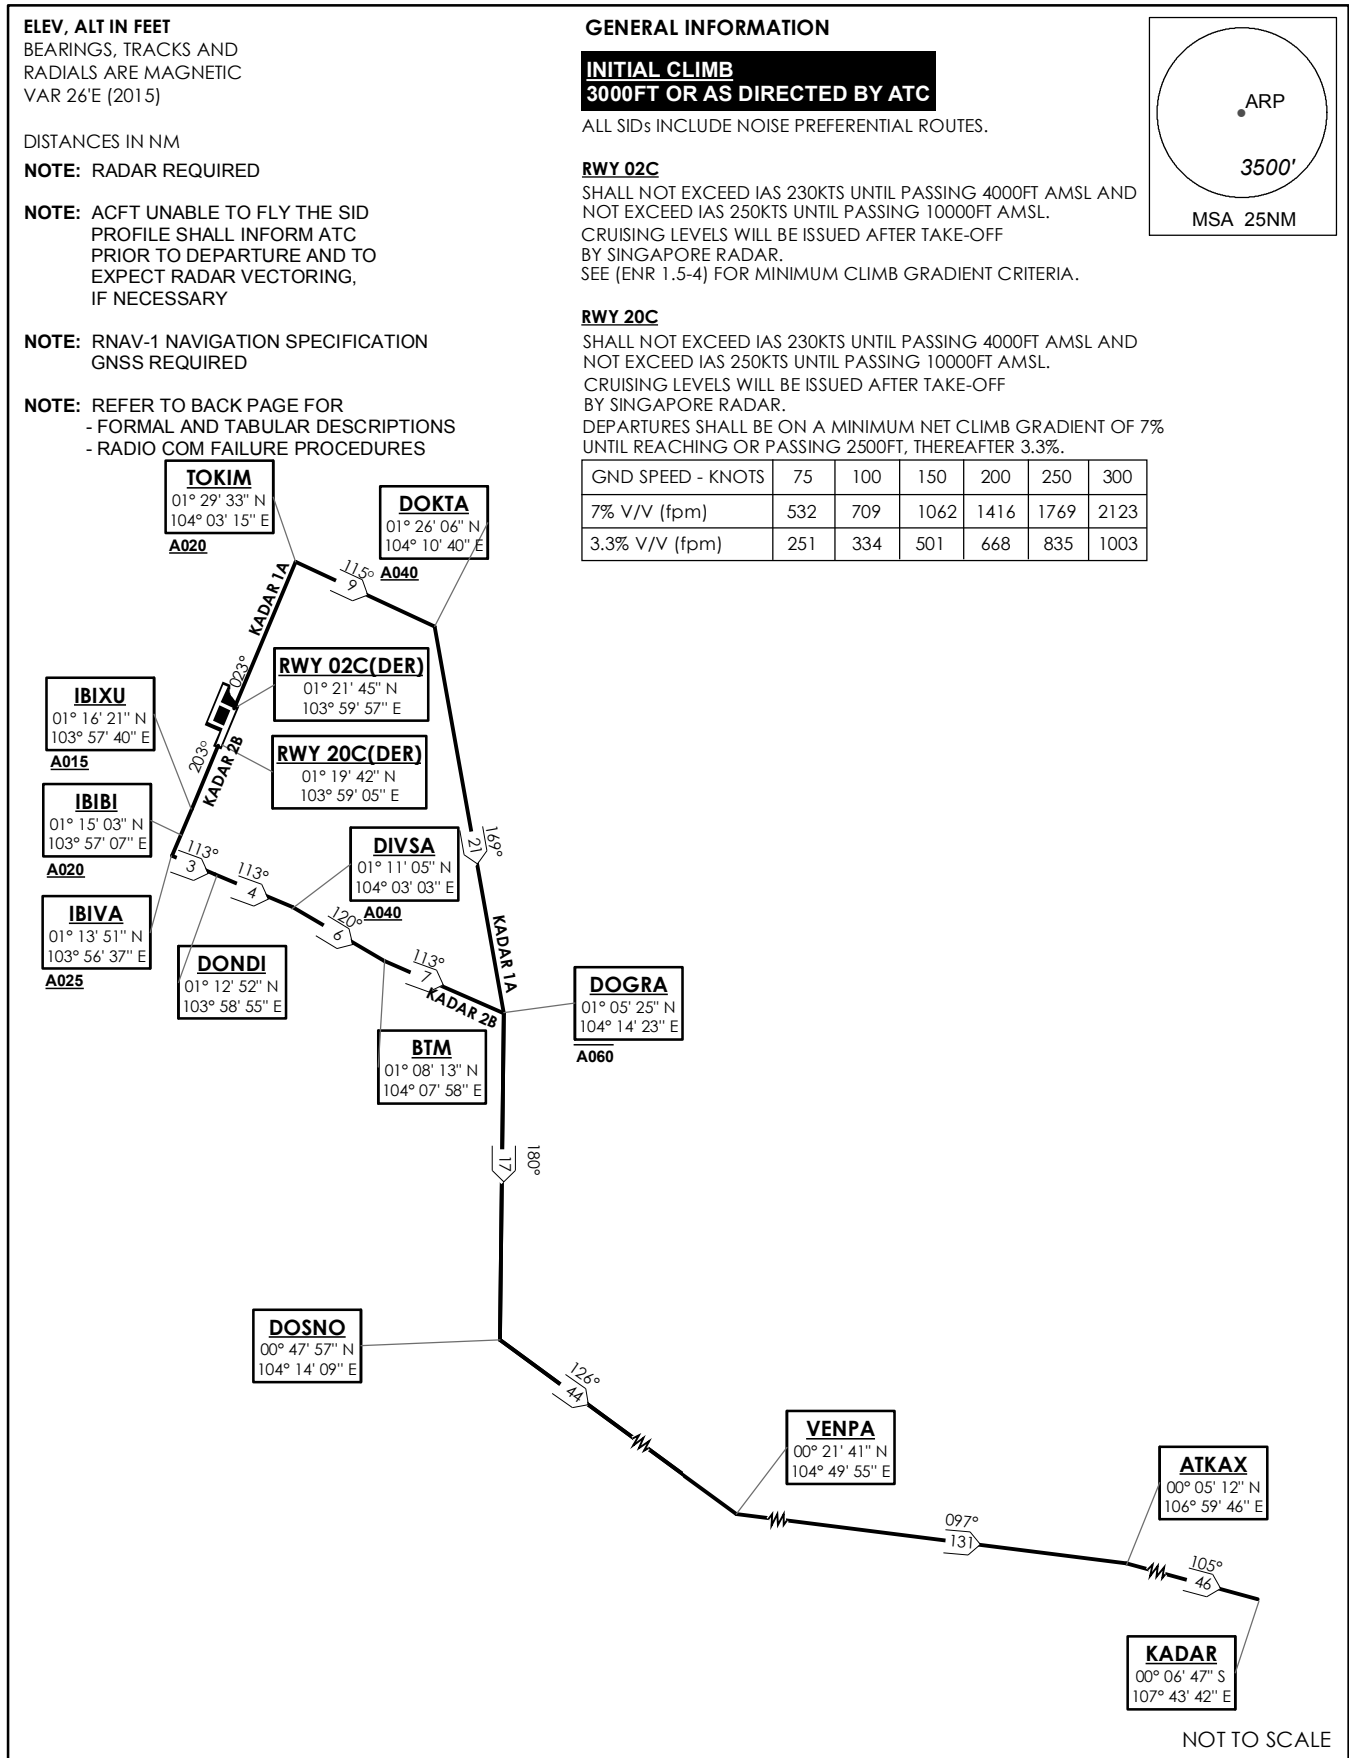 ELEV, ALT IN FEET
BEARINGS, TRACKS AND
RADIALS ARE MAGNETIC
VAR 26'E (2015)
DISTANCES IN NM
NOTE: RADAR REQUIRED
NOTE: ACFT UNABLE TO FLY THE SID
PROFILE SHALL INFORM ATC
PRIOR TO DEPARTURE AND TO
EXPECT RADAR VECTORING,
IF NECESSARY
NOTE: RNAV-1 NAVIGATION SPECIFICATION
GNSS REQUIRED
NOTE: REFER TO BACK PAGE FOR
- FORMAL AND TABULAR DESCRIPTIONS
- RADIO COM FAILURE PROCEDURES
GENERAL INFORMATION
INITIAL CLIMB
3000FT OR AS DIRECTED BY ATC
ALL SIDs INCLUDE NOISE PREFERENTIAL ROUTES.
RWY 02C
SHALL NOT EXCEED IAS 230KTS UNTIL PASSING 4000FT AMSL AND
NOT EXCEED IAS 250KTS UNTIL PASSING 10000FT AMSL.
CRUISING LEVELS WILL BE ISSUED AFTER TAKE-OFF
BY SINGAPORE RADAR.
SEE (ENR 1.5-4) FOR MINIMUM CLIMB GRADIENT CRITERIA.
RWY 20C
SHALL NOT EXCEED IAS 230KTS UNTIL PASSING 4000FT AMSL AND
NOT EXCEED IAS 250KTS UNTIL PASSING 10000FT AMSL.
CRUISING LEVELS WILL BE ISSUED AFTER TAKE-OFF
BY SINGAPORE RADAR.
DEPARTURES SHALL BE ON A MINIMUM NET CLIMB GRADIENT OF 7%
UNTIL REACHING OR PASSING 2500FT, THEREAFTER 3.3%.
GND SPEED - KNOTS 75 100 150 200 250 300
7% V/V (fpm) 532 709 1062 1416 1769 2123
3.3% V/V (fpm) 251 334 501 668 835 1003
ARP
3500'
MSA 25NM
TOKIM
01° 29' 33" N
104° 03' 15" E
A020
DOKTA
01° 26' 06" N
104° 10' 40" E
A040
115°
9
KADAR 1A
023°
RWY 02C(DER)
01° 21' 45" N
103° 59' 57" E
IBIXU
01° 16' 21" N
103° 57' 40" E
A015
203°
KADAR 2B
RWY 20C(DER)
01° 19' 42" N
103° 59' 05" E
IBIBI
01° 15' 03" N
103° 57' 07" E
A020
113°
3
113°
4
DIVSA
01° 11' 05" N
104° 03' 03" E
A040
169°
21
IBIVA
01° 13' 51" N
103° 56' 37" E
A025
DONDI
01° 12' 52" N
103° 58' 55" E
120°
6
113°
7
KADAR 2B
KADAR 1A
DOGRA
01° 05' 25" N
104° 14' 23" E
A060
BTM
01° 08' 13" N
104° 07' 58" E
180°
17
DOSNO
00° 47' 57" N
104° 14' 09" E
126°
44
VENPA
00° 21' 41" N
104° 49' 55" E
097°
131
ATKAX
00° 05' 12" N
106° 59' 46" E
105°
46
KADAR
00° 06' 47" S
107° 43' 42" E
NOT TO SCALE